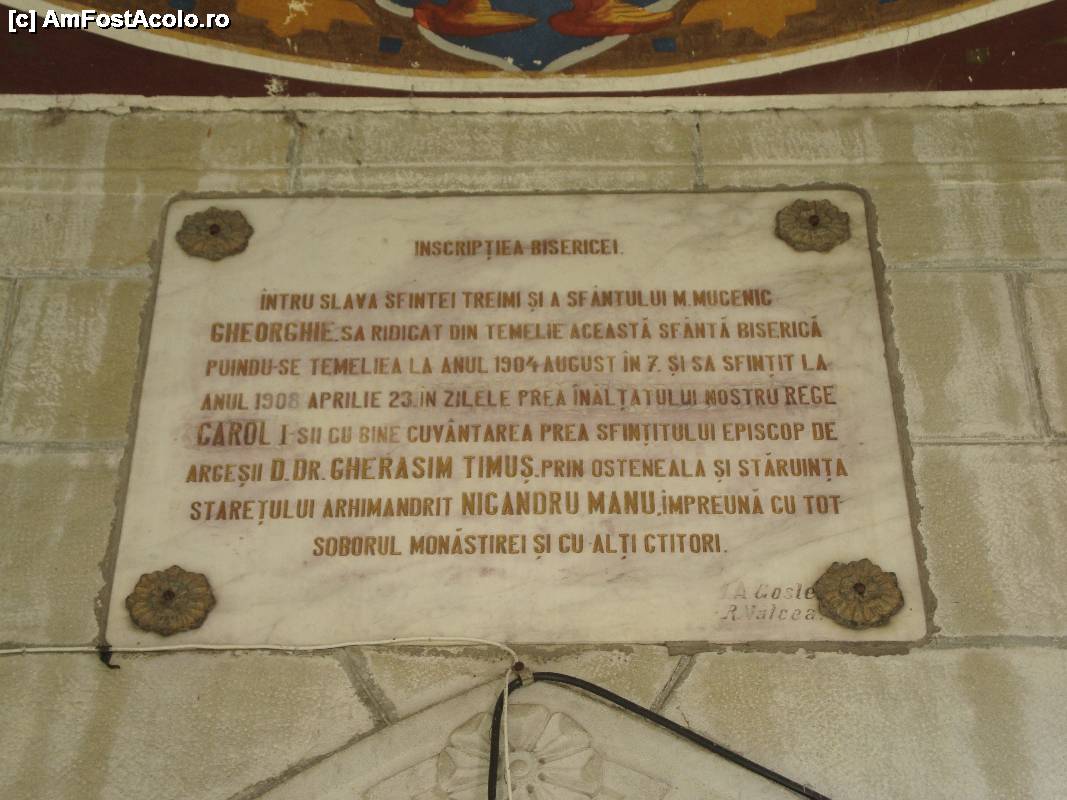 [c] AmFostAcolo.ro
INSCRIPȚIEA BISERICEI.
ÎNTRU SLAVA SFINTEI TREIMI ȘI A SFÂNTULUI M. MUCENIC
GHEORGHIE. SA RIDICAT DIN TEMELIE ACEASTĂ SFÂNTĂ BISERICĂ
PUINDU-SE TEMELIEA LA ANUL 1904 AUGUST ÎN 7. ȘI SA SFINȚIT LA
ANUL 1908 APRILIE 23. ÎN ZILELE PREA ÎNĂLȚATULUI NOSTRU REGE
CAROL I SII CU BINE CUVÂNTAREA PREA SFINȚITULUI EPISCOP DE
ARGEȘII D. DR. GHERASIM TIMUȘ. PRIN OSTENEALA ȘI STĂRUINȚA
STAREȚULUI ARHIMANDRIT NICANDRU MANU, ÎMPREUNĂ CU TOT
SOBORUL MONĂSTIREI ȘI CU ALȚI CTITORI.
R. Valcea.